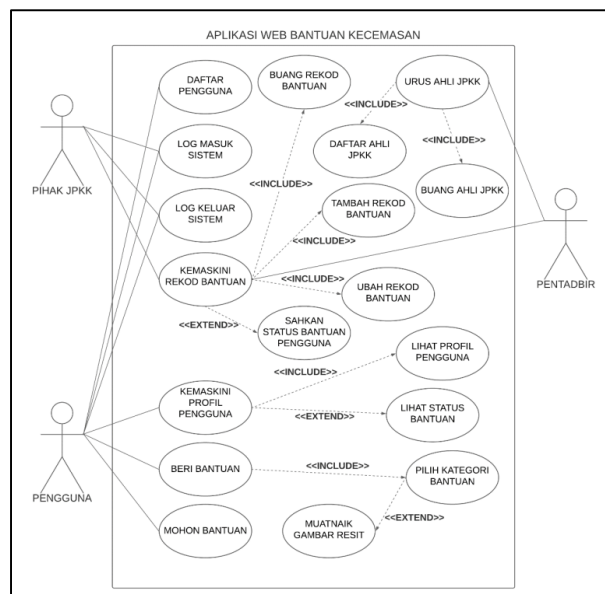 APLIKASI WEB BANTUAN KECEMASAN
DAFTAR
PENGGUNA
BUANG REKOD
BANTUAN
URUS AHLI JPKK
<<INCLUDE>>
<<INCLUDE>>
LOG MASUK
SISTEM
DAFTAR AHLI
JPKK
BUANG AHLI JPKK
PIHAK JPKK
<<INCLUDE>>
LOG KELUAR
SISTEM
TAMBAH REKOD
BANTUAN
<<INCLUDE>>
KEMASKINI
REKOD BANTUAN
<<INCLUDE>>
UBAH REKOD
BANTUAN
PENTADBIR
<<EXTEND>>
SAHKAN
STATUS BANTUAN
PENGGUNA
LIHAT PROFIL
PENGGUNA
<<INCLUDE>>
KEMASKINI
PROFIL
PENGGUNA
<<EXTEND>>
LIHAT STATUS
BANTUAN
PENGGUNA
BERI BANTUAN
<<INCLUDE>>
PILIH KATEGORI
BANTUAN
<<EXTEND>>
MOHON BANTUAN
MUATNAIK
GAMBAR RESIT